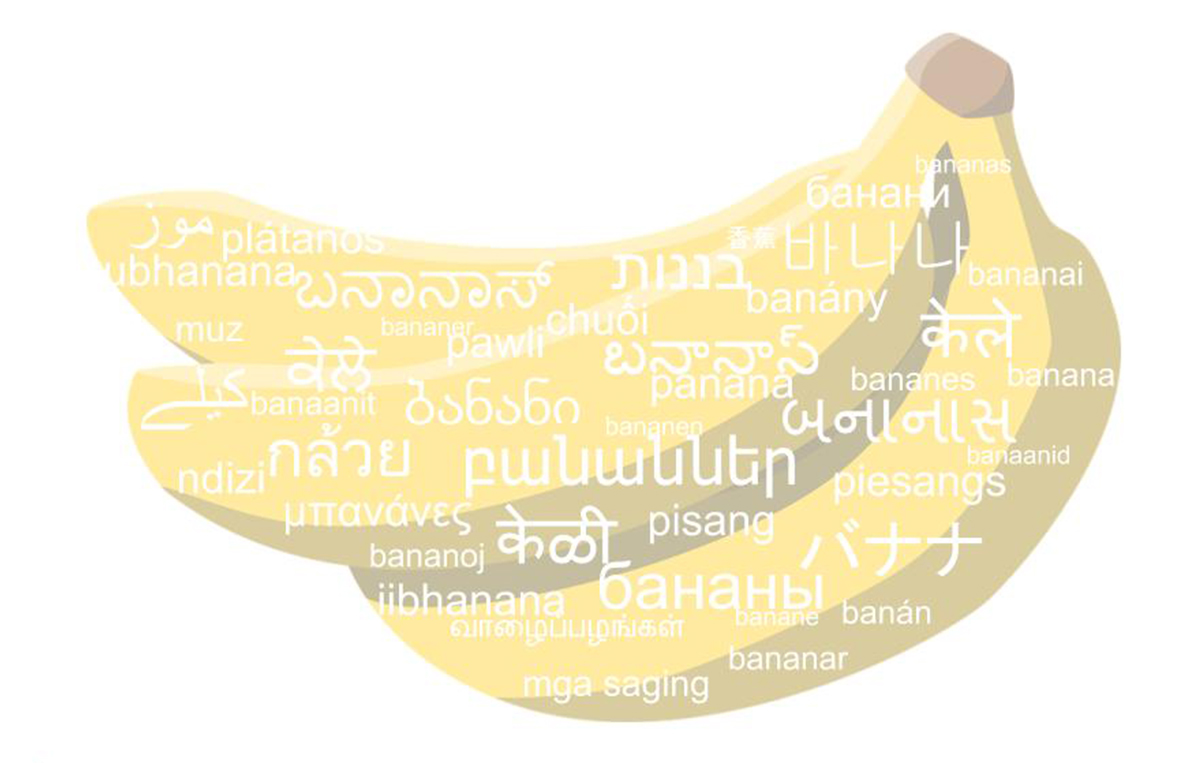 bananas
банани
موز
plátanos
香蕉
바나나
ubhanana
ಬನಾನಾಸ್
בננות
bananai
banány
muz
bananer
chuối
केले
pawli
బనానాస్
ਕੇਲੇ
panana
bananes
banana
کیلے
banaanit
ბანანი
bananen
બનાનાસ
กล้วย
բանաններ
banaanid
ndizi
piesangs
μπανάνες
केळी
pisang
バナナ
bananoj
iibhanana
бананы
banane
banán
வாழைப்பழங்கள்
bananar
mga saging